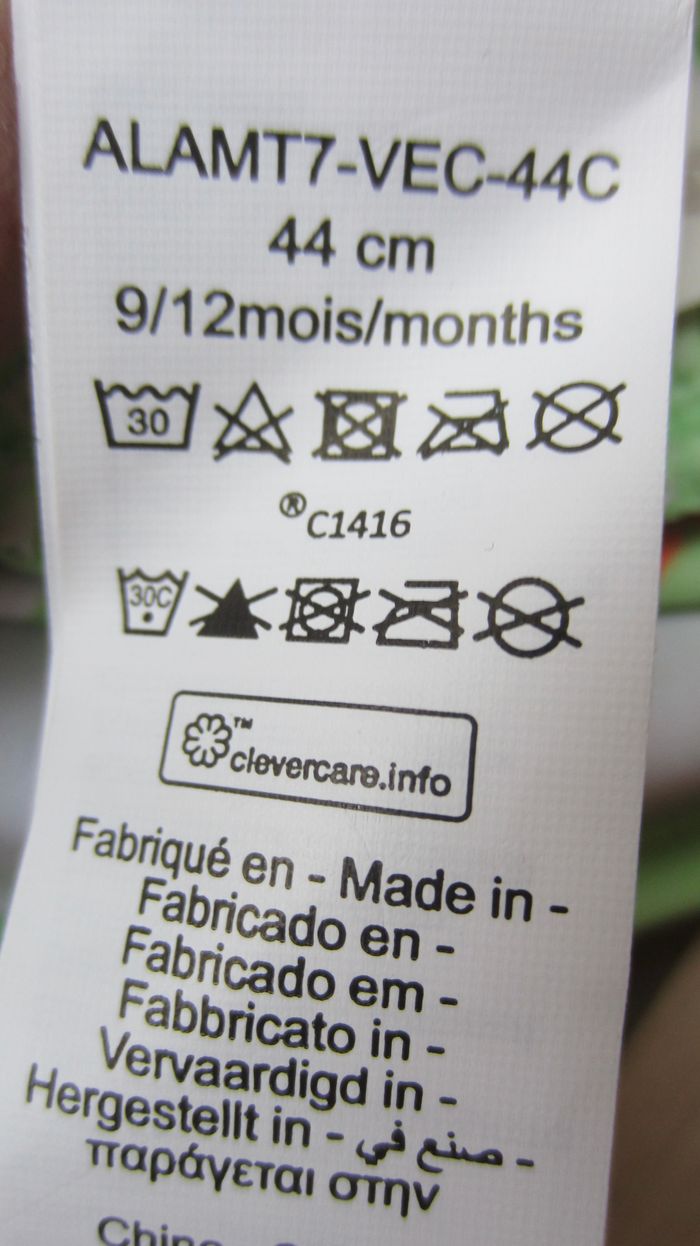 ALAMT7-VEC-44C
44 cm
9/12mois/months
30
®C1416
30C
™ clevercare.info
Fabriqué en - Made in -
Fabricado en -
Fabricado em -
Fabbricato in -
Vervaardigd in -
Hergestellt in - صنع في -
παράγεται στην